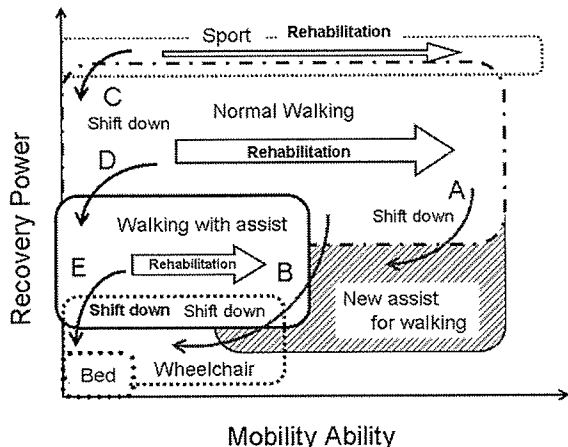 Sport Rehabilitation
C
Shift down
Normal Walking
Rehabilitation
D
A
Shift down
Walking with assist
E
Rehabilitation
B
Shift down Shift down
New assist
for walking
Bed
Wheelchair
Recovery Power
Mobility Ability